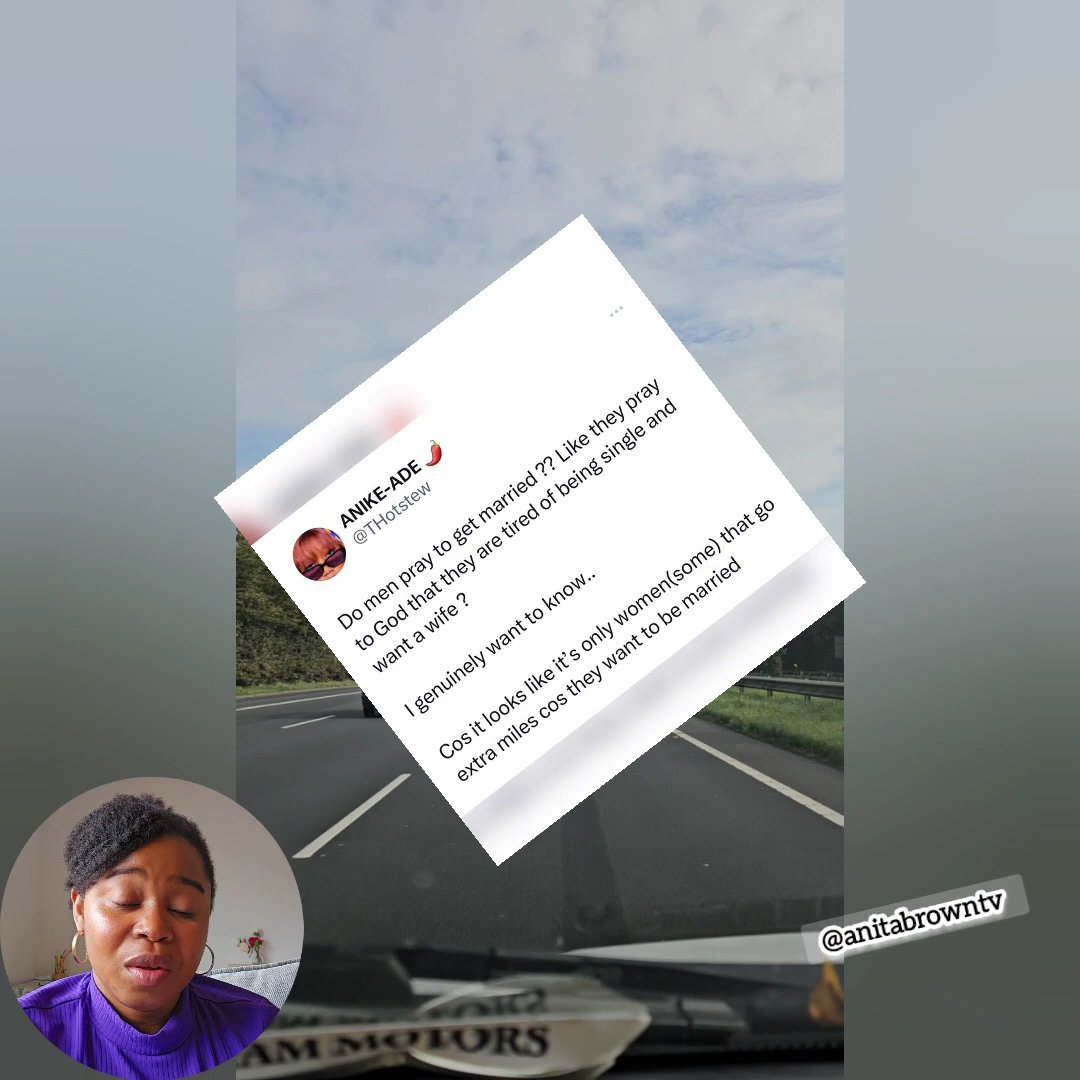 ANIKE-ADE 🌶️
@THotstew
Do men pray to get married ?? Like they pray
to God that they are tired of being single and
want a wife ?
I genuinely want to know..
Cos it looks like it's only women(some) that go
extra miles cos they want to be married
@anitabrowntv
AM MOTORS